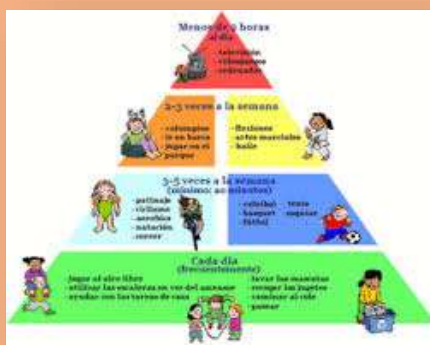 Menos de 2 horas
al día
- televisión
- videojuegos
- ordenador
2-3 veces a la semana
- columpios
- ir en barca
- jugar en el
parque
- flexiones
- artes marciales
- baile
3-5 veces a la semana
(mínimo: 20 minutos)
- patinaje
- ciclismo
- aerobics
- natación
- correr
- voleibol
- basquet
- fútbol
- tenis
- esquiar
Cada día
(frecuentemente)
- jugar al aire libre
- utilizar las escaleras en vez del ascensor
- ayudar con las tareas de casa
- lavar las mascotas
- recoger los juguetes
- caminar al cole
- pasear